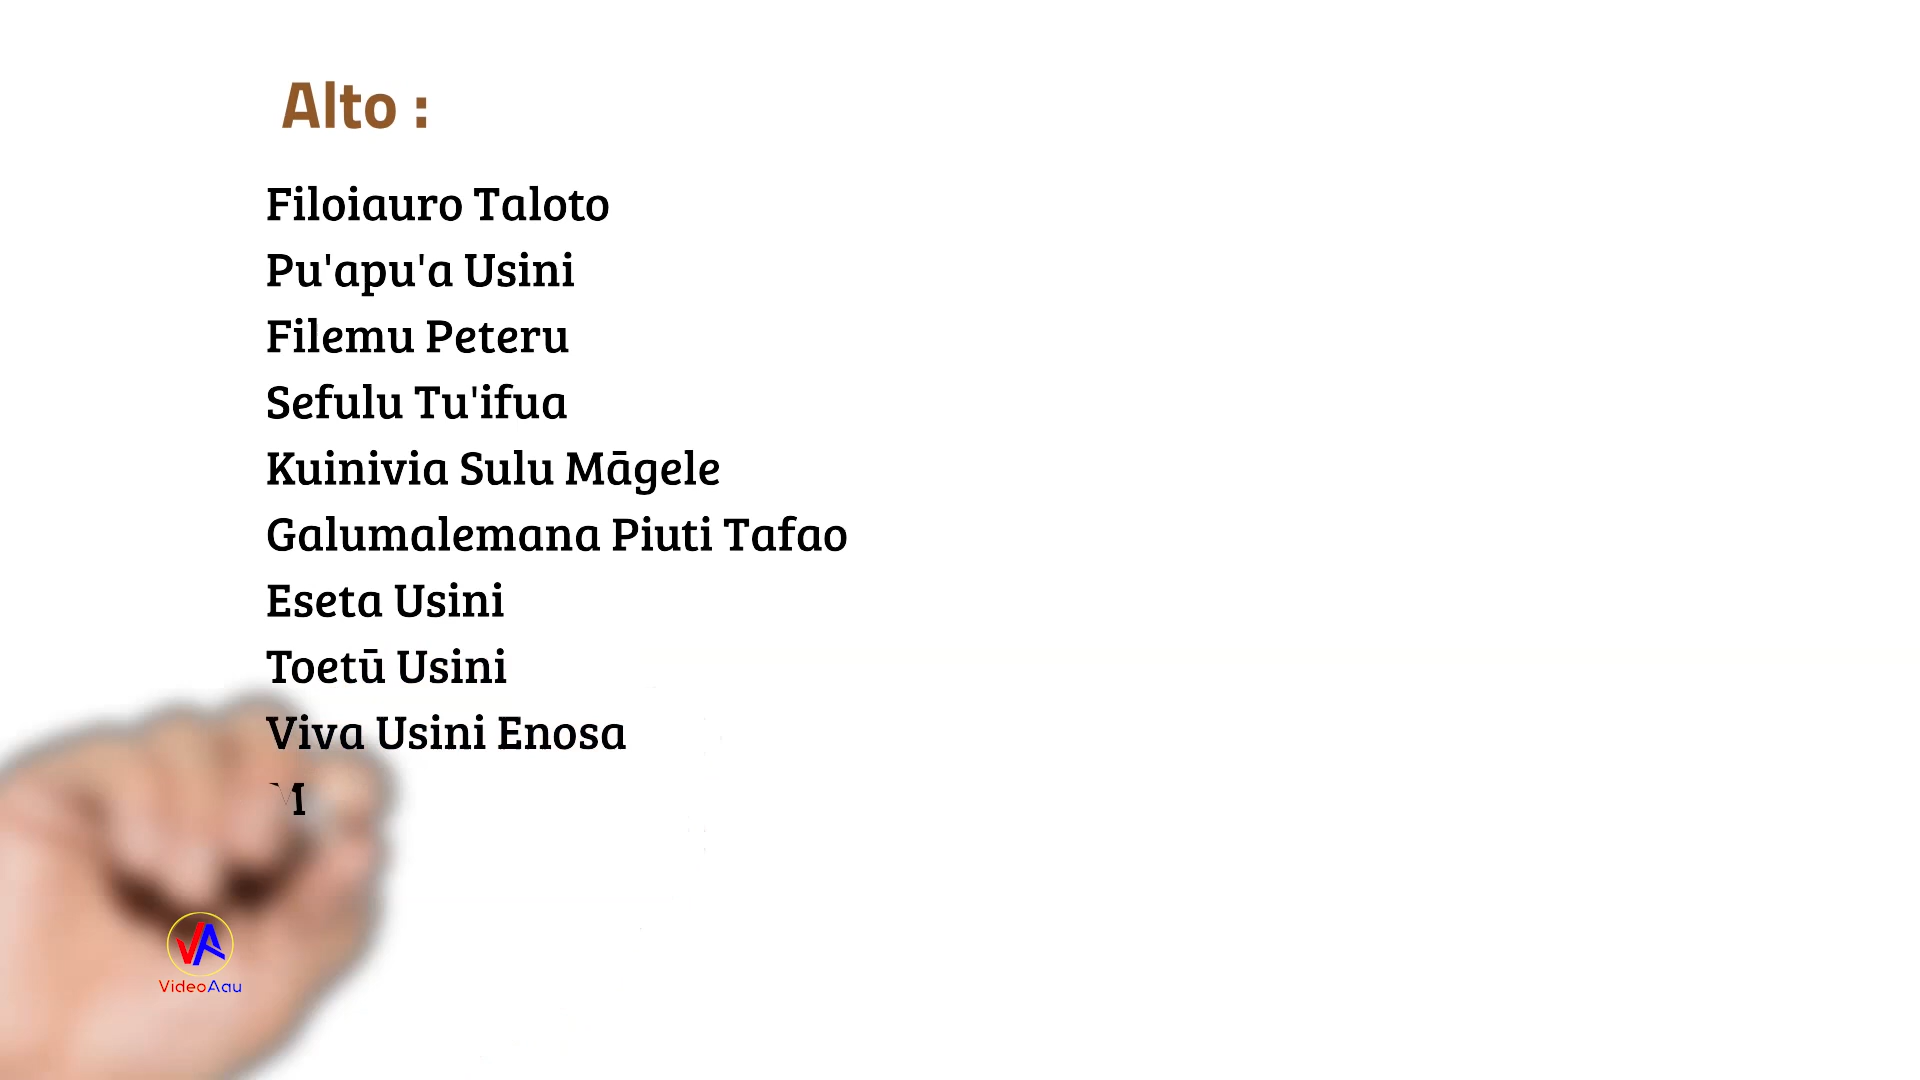 Alto :
Filoiauro Taloto
Pu'apu'a Usini
Filemu Peteru
Sefulu Tu'ifua
Kuinivia Sulu Māgele
Galumalemana Piuti Tafao
Eseta Usini
Toetū Usini
Viva Usini Enosa
M
VA
VideoAau